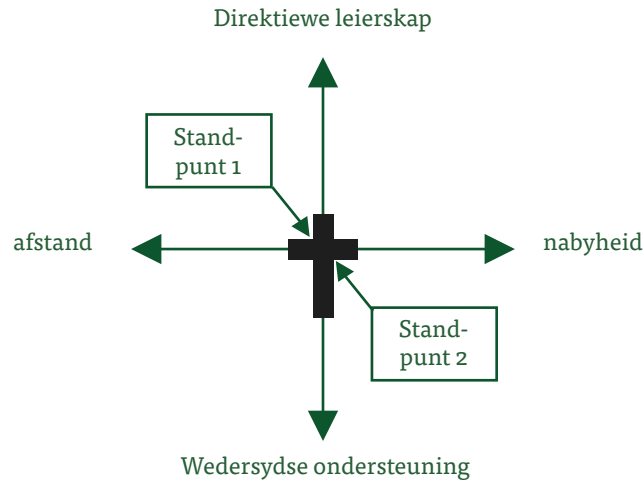 Direktiewe leierskap
Stand-
punt 1
afstand
nabyheid
Stand-
punt 2
Wedersydse ondersteuning